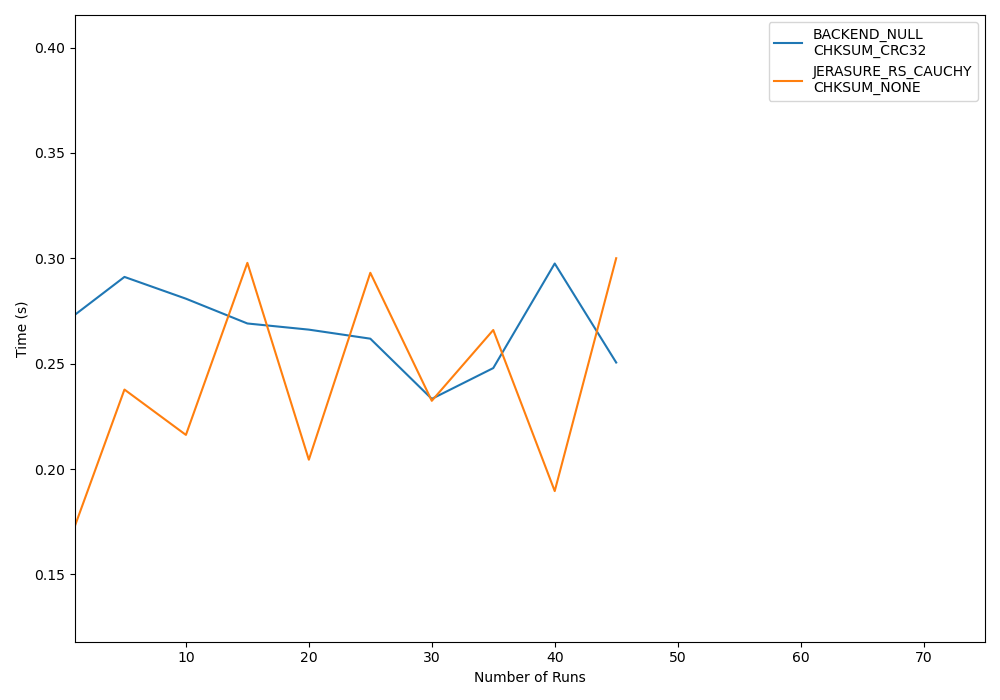 0.40
0.35
0.30
0.25
0.20
0.15
Time (s)
10 20 30 40 50 60 70
Number of Runs
BACKEND_NULL
CHKSUM_CRC32
JERASURE_RS_CAUCHY
CHKSUM_NONE